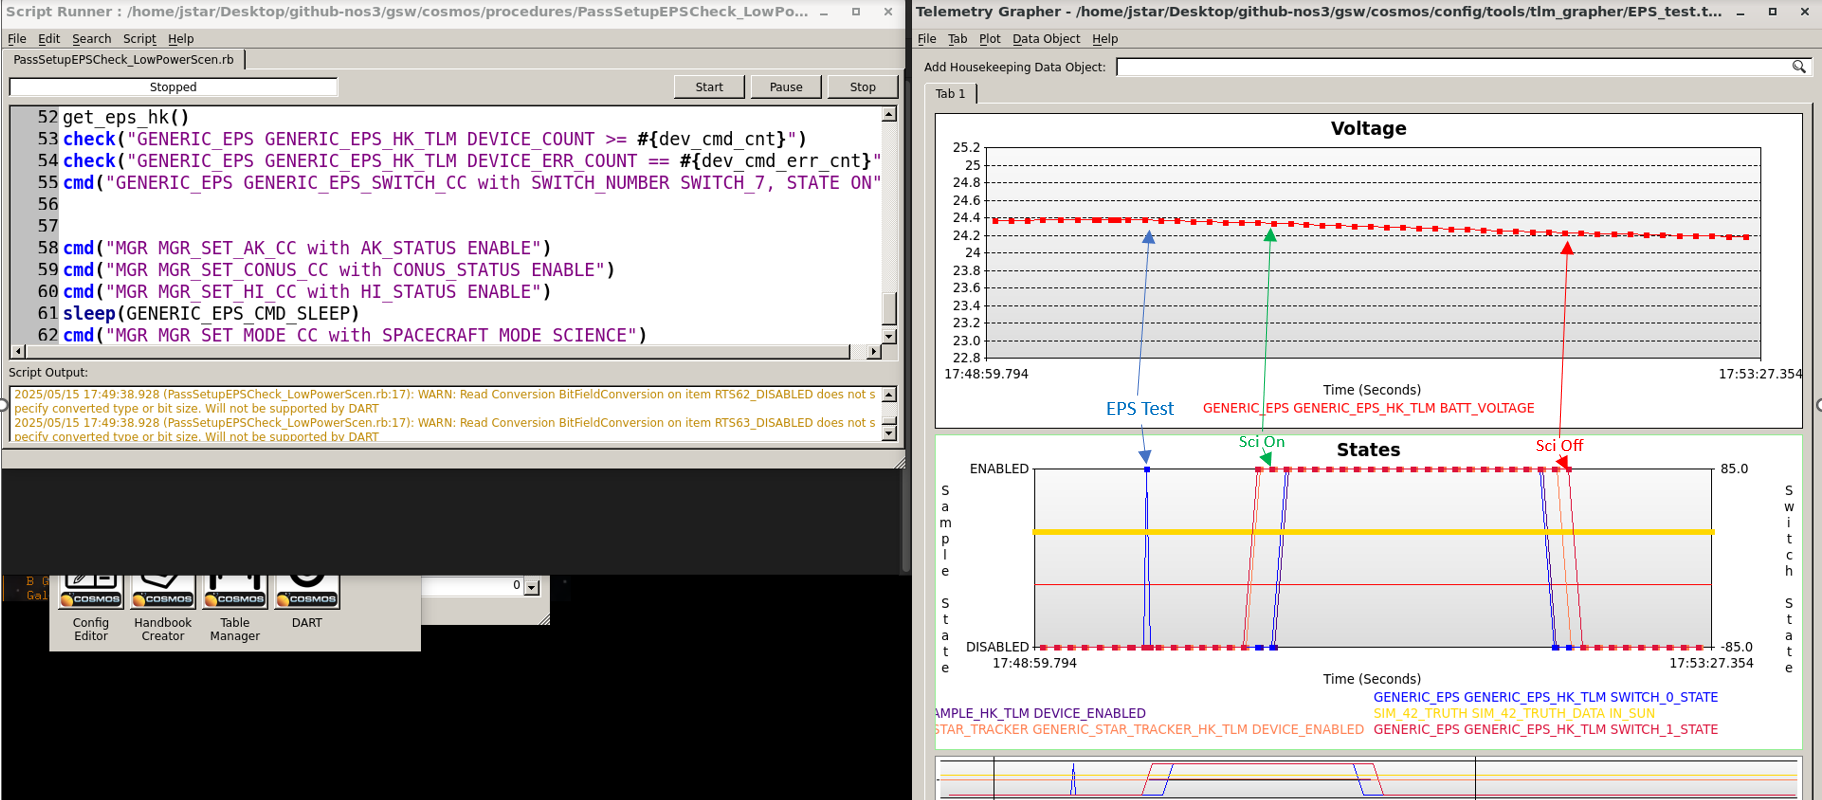 Script Runner : /home/jstar/Desktop/github-nos3/gsw/cosmos/procedures/PassSetupEPSCheck_LowPo...
File Edit Search Script Help
PassSetupEPSCheck_LowPowerScen.rb
Stopped
Start Pause Stop
52 get_eps_hk()
53 check("GENERIC_EPS GENERIC_EPS_HK_TLM DEVICE_COUNT >= #{dev_cmd_cnt}")
54 check("GENERIC_EPS GENERIC_EPS_HK_TLM DEVICE_ERR_COUNT == #{dev_cmd_err_cnt}"
55 cmd("GENERIC_EPS GENERIC_EPS_SWITCH_CC with SWITCH_NUMBER SWITCH_7, STATE ON"
56
57
58 cmd("MGR MGR_SET_AK_CC with AK_STATUS ENABLE")
59 cmd("MGR MGR_SET_CONUS_CC with CONUS_STATUS ENABLE")
60 cmd("MGR MGR_SET_HI_CC with HI_STATUS ENABLE")
61 sleep(GENERIC_EPS_CMD_SLEEP)
62 cmd("MGR MGR_SET_MODE_CC with SPACECRAFT_MODE SCIENCE")
Script Output:
2025/05/15 17:49:38.928 (PassSetupEPSCheck_LowPowerScen.rb:17): WARN: Read Conversion BitFieldConversion on item RTS62_DISABLED does not s
pecify converted type or bit size. Will not be supported by DART
2025/05/15 17:49:38.928 (PassSetupEPSCheck_LowPowerScen.rb:17): WARN: Read Conversion BitFieldConversion on item RTS63_DISABLED does not s
pecify converted type or bit size. Will not be supported by DART
B G
Gal
0
COSMOS COSMOS COSMOS COSMOS
Config Editor
Handbook Creator
Table Manager
DART
Telemetry Grapher - /home/jstar/Desktop/github-nos3/gsw/cosmos/config/tools/tlm_grapher/EPS_test.t...
File Tab Plot Data Object Help
Add Housekeeping Data Object:
Tab 1
Voltage
25.2
25
24.8
24.6
24.4
24.2
24
23.8
23.6
23.4
23.2
23.0
22.8
17:48:59.794 17:53:27.354
Time (Seconds)
GENERIC_EPS GENERIC_EPS_HK_TLM BATT_VOLTAGE
EPS Test
Sci On
Sci Off
States
ENABLED
85.0
Sample State
Switch State
DISABLED
-85.0
17:48:59.794 17:53:27.354
Time (Seconds)
GENERIC_EPS GENERIC_EPS_HK_TLM SWITCH_0_STATE
AMPLE_HK_TLM DEVICE_ENABLED
SIM_42_TRUTH SIM_42_TRUTH_DATA IN_SUN
STAR_TRACKER GENERIC_STAR_TRACKER_HK_TLM DEVICE_ENABLED
GENERIC_EPS GENERIC_EPS_HK_TLM SWITCH_1_STATE